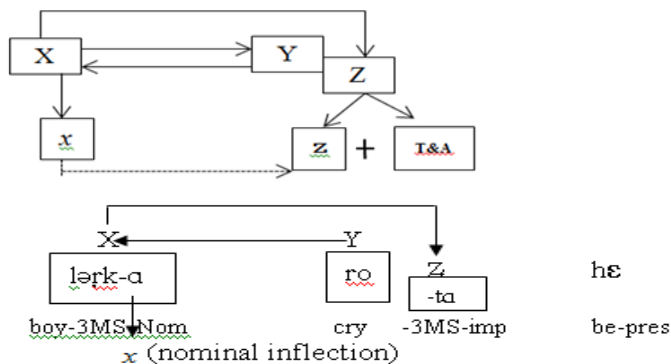 X Y
Z
x z + T&A
X Y
lərk-ɑ ro Z hɛ
-tɑ
boy-3MS-Nom cry -3MS-imp be-pres
x (nominal inflection)